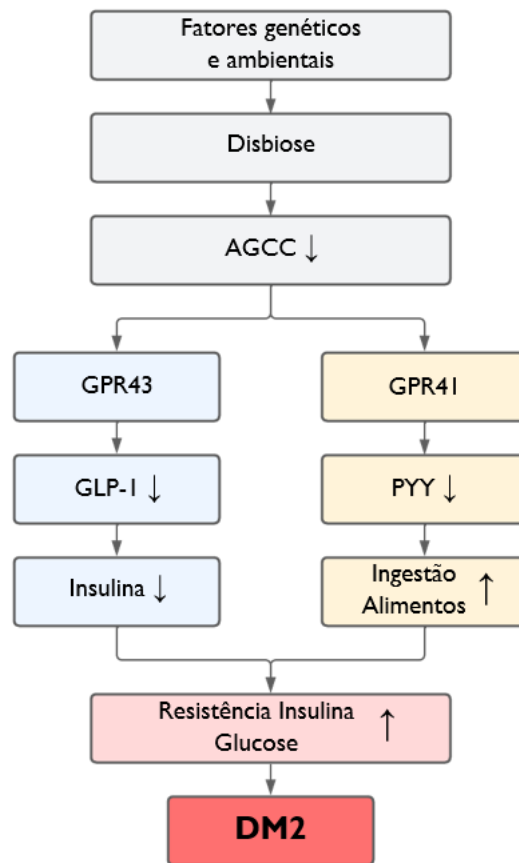 Fatores genéticos
e ambientais
Disbiose
AGCC ↓
GPR43
GPR41
GLP-1 ↓
PYY ↓
Insulina ↓
Ingestão
Alimentos ↑
Resistência Insulina
Glucose ↑
DM2